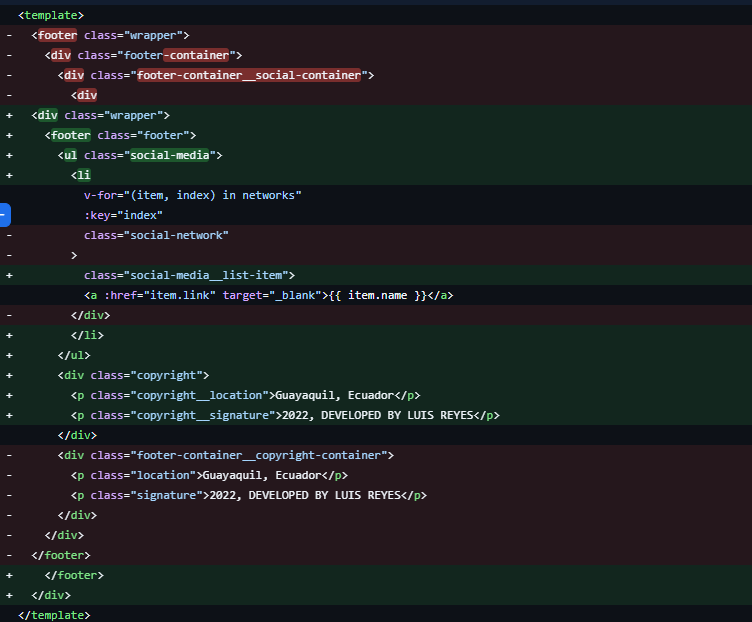 <template>
-   <footer class="wrapper">
-     <div class="footer-container">
-       <div class="footer-container__social-container">
-         <div
+   <div class="wrapper">
+     <footer class="footer">
+       <ul class="social-media">
+         <li
            v-for="(item, index) in networks"
            :key="index"
-           class="social-network"
-         >
+           class="social-media__list-item">
            <a :href="item.link" target="_blank">{{ item.name }}</a>
-         </div>
+         </li>
+       </ul>
+       <div class="copyright">
+         <p class="copyright__location">Guayaquil, Ecuador</p>
+         <p class="copyright__signature">2022, DEVELOPED BY LUIS REYES</p>
        </div>
-       <div class="footer-container__copyright-container">
-         <p class="location">Guayaquil, Ecuador</p>
-         <p class="signature">2022, DEVELOPED BY LUIS REYES</p>
-       </div>
-     </div>
-   </footer>
+     </footer>
+   </div>
</template>